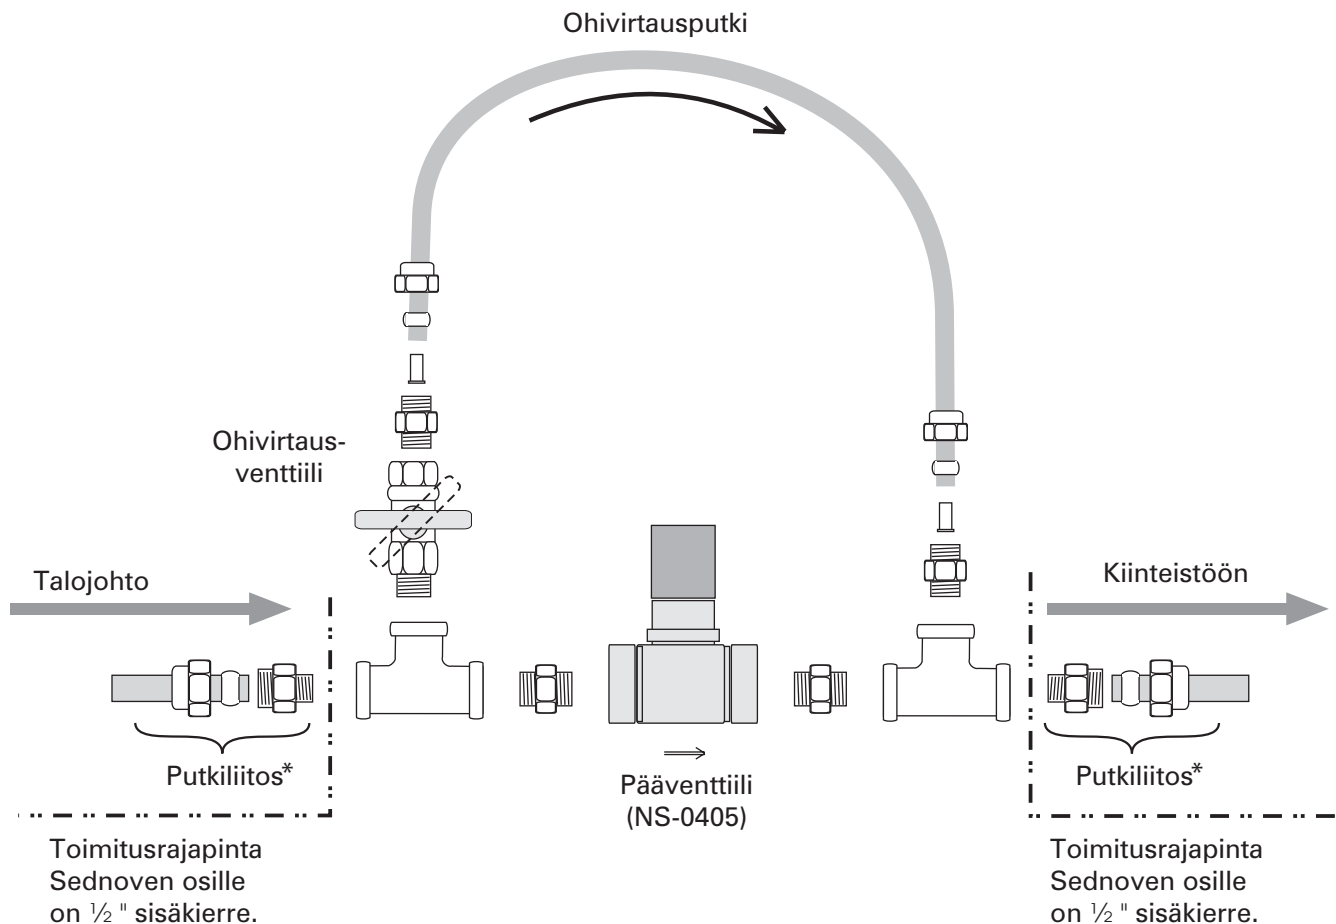 Ohivirtausputki
Ohivirtaus-
venttiili
Talojohto
Kiinteistöön
Putkiliitos*
Pääventtiili
(NS-0405)
Putkiliitos*
Toimitusrajapinta
Sednoven osille
on ½ " sisäkierre.
Toimitusrajapinta
Sednoven osille
on ½ " sisäkierre.